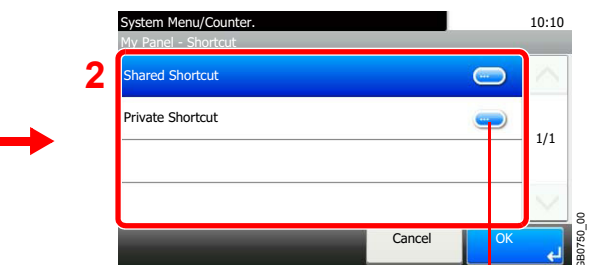 System Menu/Counter. 10:10
My Panel - Shortcut
2
Shared Shortcut
Private Shortcut
1/1
Cancel OK
GB0750_00